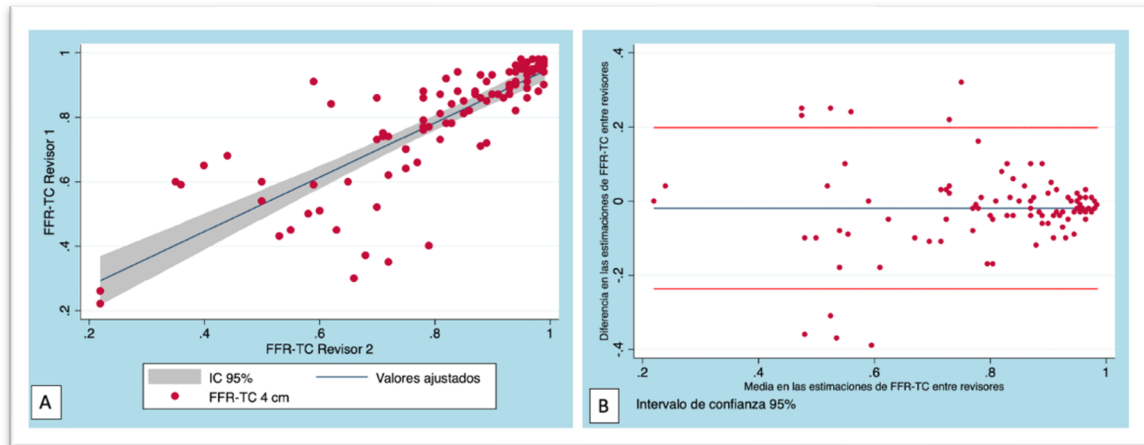 FFR-TC Revisor 1
1
.8
.6
.4
.2
.2
.4
.6
.8
1
FFR-TC Revisor 2
IC 95%
Valores ajustados
FFR-TC 4 cm
A
Diferencia en las estimaciones de FFR-TC entre revisores
.4
.2
0
-.2
-.4
.2
.4
.6
.8
1
Media en las estimaciones de FFR-TC entre revisores
Intervalo de confianza 95%
B